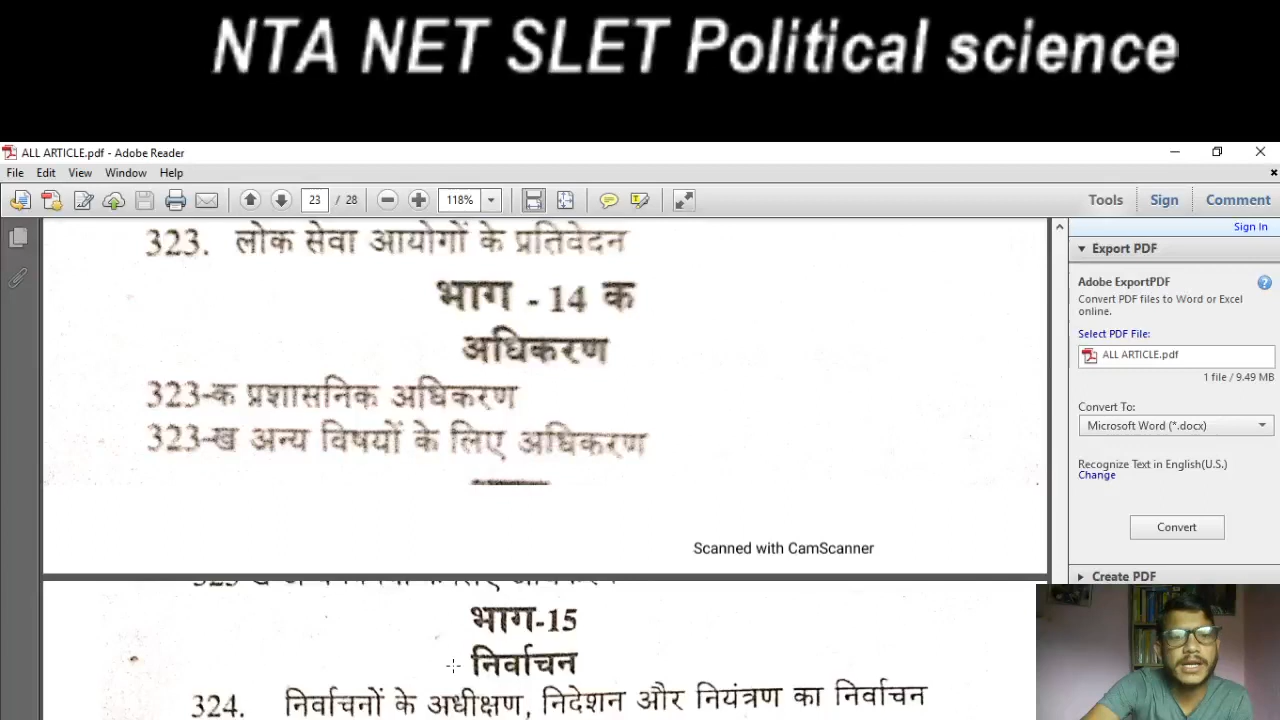 NTA NET SLET Political science
ALL ARTICLE.pdf - Adobe Reader
File Edit View Window Help
23 / 28 118% Tools Sign Comment
Sign In
323. लोक सेवा आयोगों के प्रतिवेदन
Export PDF
भाग - 14 क
Adobe ExportPDF
Convert PDF files to Word or Excel
online.
अधिकरण
Select PDF File:
ALL ARTICLE.pdf
1 file / 9.49 MB
323-क प्रशासनिक अधिकरण
Convert To:
Microsoft Word (*.docx)
323-ख अन्य विषयों के लिए अधिकरण
Recognize Text in English(U.S.)
Change
Convert
Scanned with CamScanner
Create PDF
भाग-15
निर्वाचन
324. निर्वाचनों के अधीक्षण, निदेशन और नियंत्रण का निर्वाचन